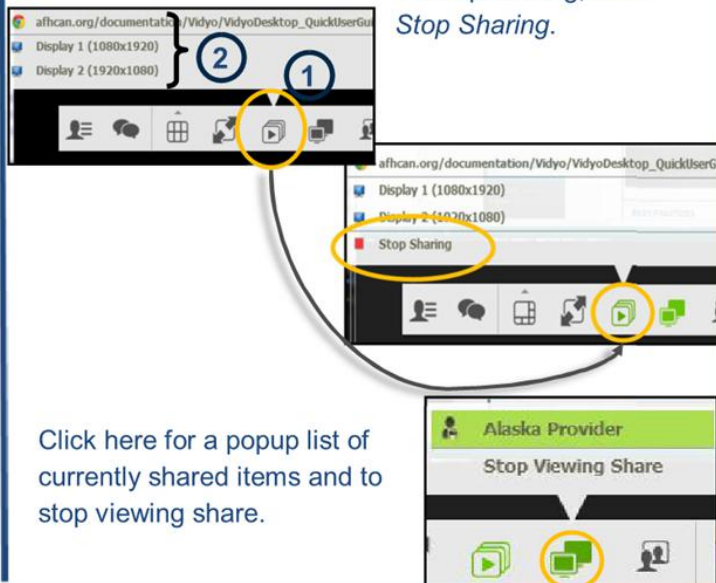 Stop Sharing.
afhcan.org/documentation/Vidyo/VidyoDesktop_QuickUserGui
Display 1 (1080x1920)
Display 2 (1920x1080)
2
1
afhcan.org/documentation/Vidyo/VidyoDesktop_QuickUserG
Display 1 (1080x1920)
Display 2 (1920x1080)
Stop Sharing
Click here for a popup list of
currently shared items and to
stop viewing share.
Alaska Provider
Stop Viewing Share